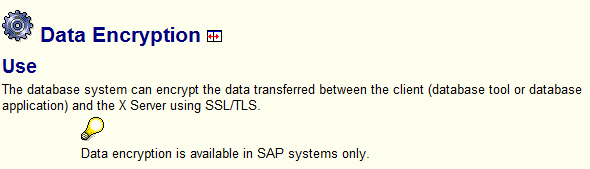 Data Encryption
Use
The database system can encrypt the data transferred between the client (database tool or database
application) and the X Server using SSL/TLS.
Data encryption is available in SAP systems only.